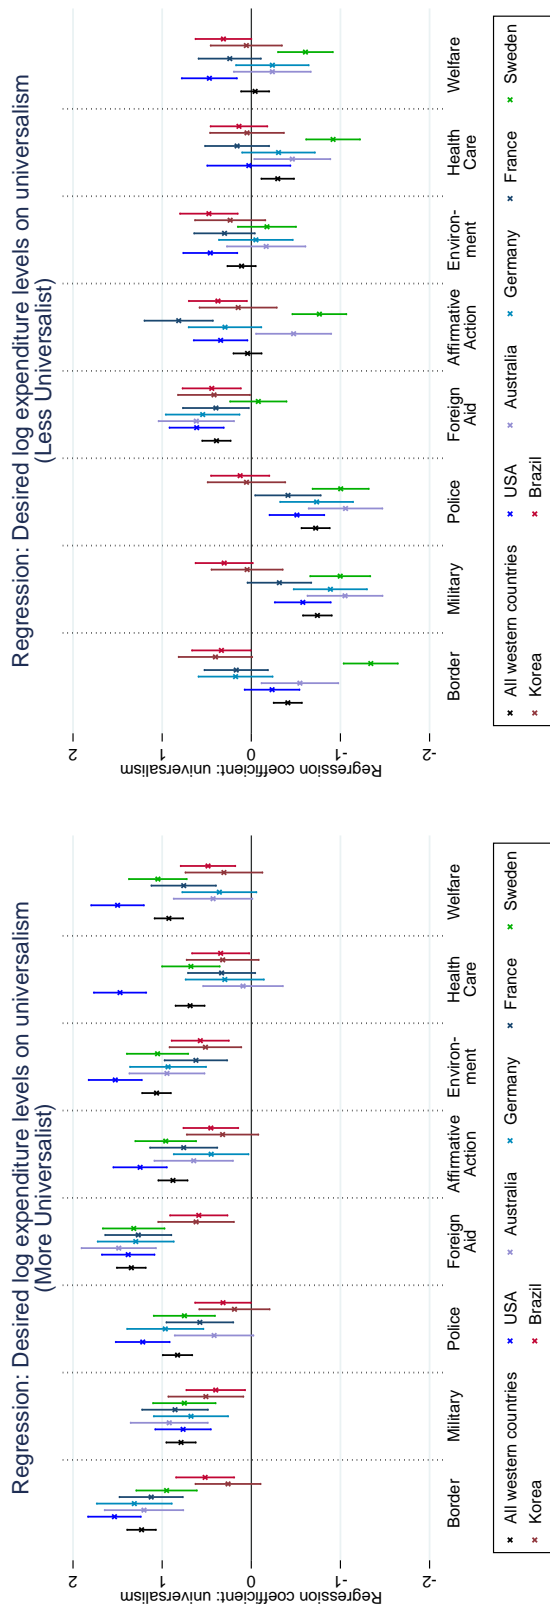 Regression: Desired log expenditure levels on universalism
(More Universalist)
Regression coefficient: universalism
2
1
0
-1
-2
Border
Military
Police
Foreign
Aid
Affirmative
Action
Environ-
ment
Health
Care
Welfare
All western countries
USA
Australia
Germany
France
Sweden
Korea
Brazil
Regression: Desired log expenditure levels on universalism
(Less Universalist)
Regression coefficient: universalism
2
1
0
-1
-2
Border
Military
Police
Foreign
Aid
Affirmative
Action
Environ-
ment
Health
Care
Welfare
All western countries
USA
Australia
Germany
France
Sweden
Korea
Brazil